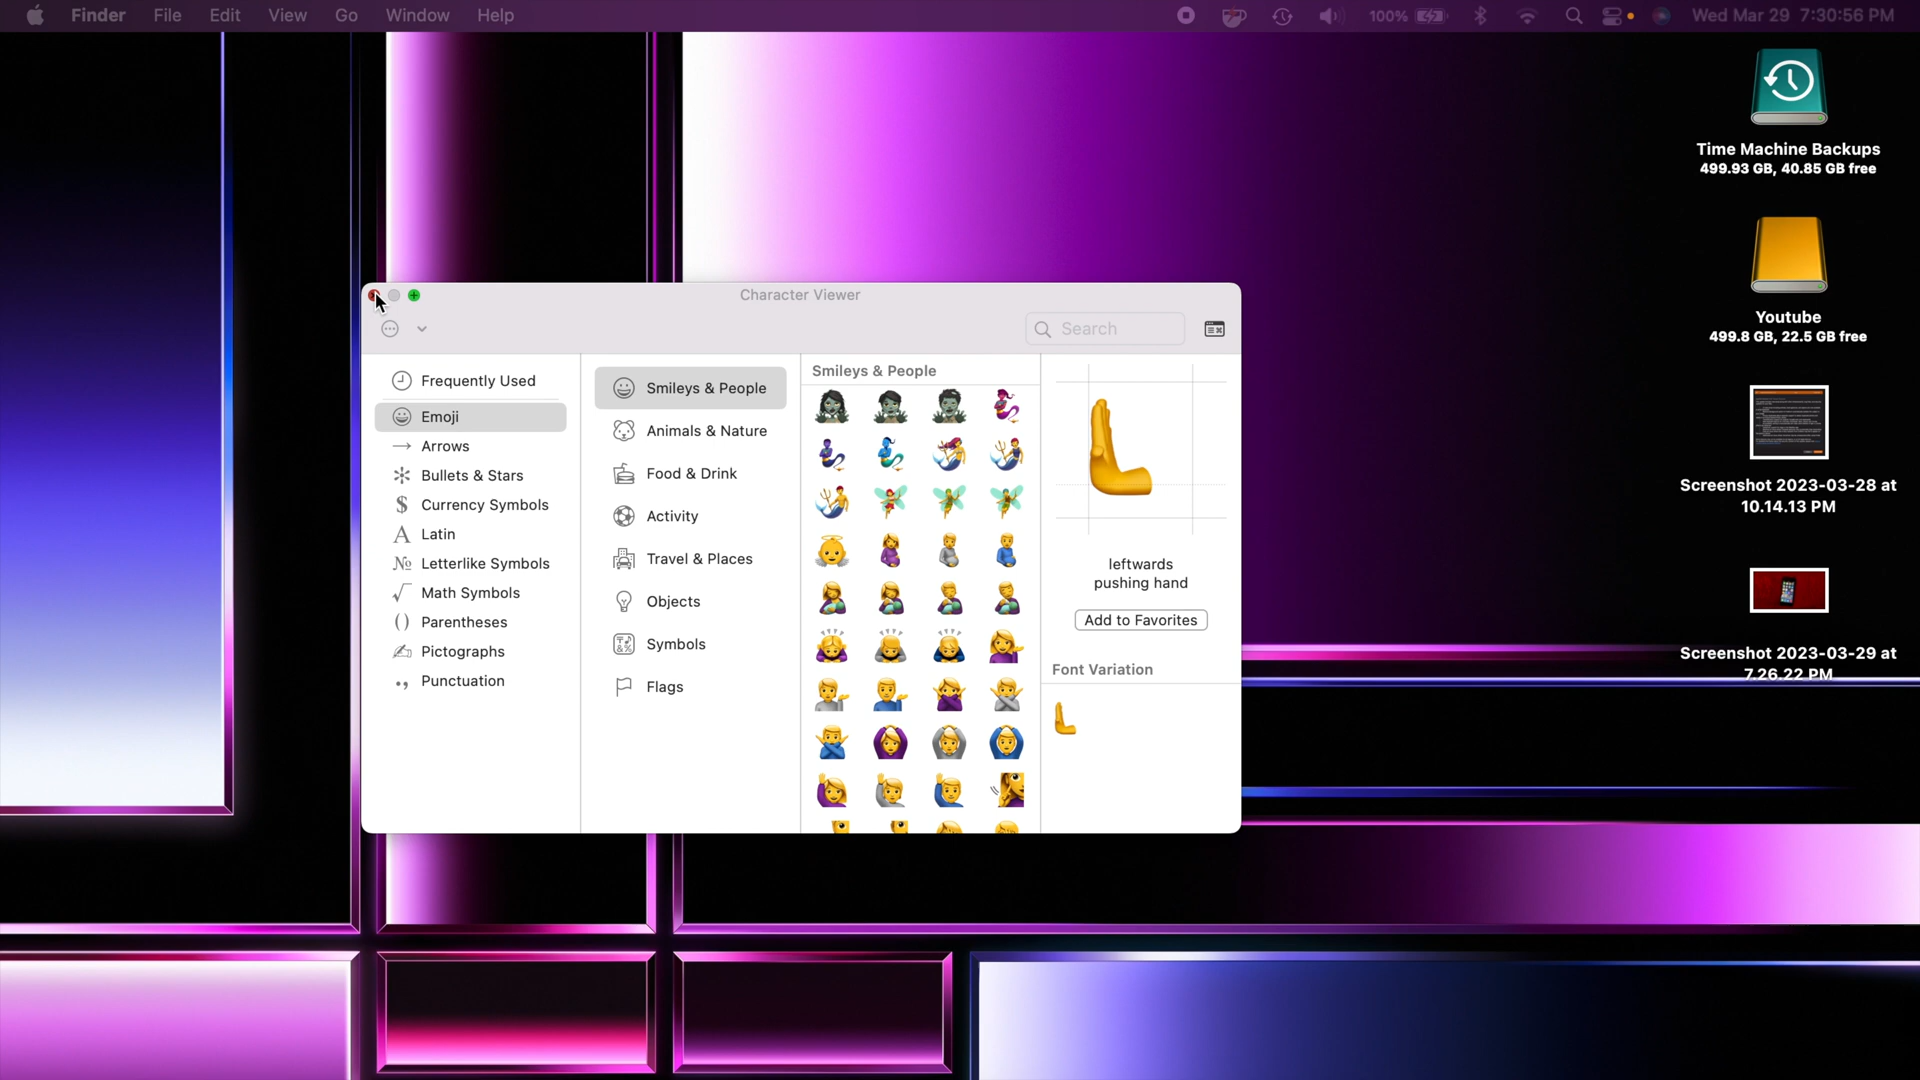 Finder File Edit View Go Window Help
100% Wed Mar 29 7:30:56 PM
Time Machine Backups
499.93 GB, 40.85 GB free
Youtube
499.8 GB, 22.5 GB free
Screenshot 2023-03-28 at
10.14.13 PM
Screenshot 2023-03-29 at
7.26.22 PM
Character Viewer
Search
Frequently Used
Emoji
Arrows
Bullets & Stars
Currency Symbols
Latin
Letterlike Symbols
Math Symbols
Parentheses
Pictographs
Punctuation
Smileys & People
Animals & Nature
Food & Drink
Activity
Travel & Places
Objects
Symbols
Flags
Smileys & People
leftwards
pushing hand
Add to Favorites
Font Variation